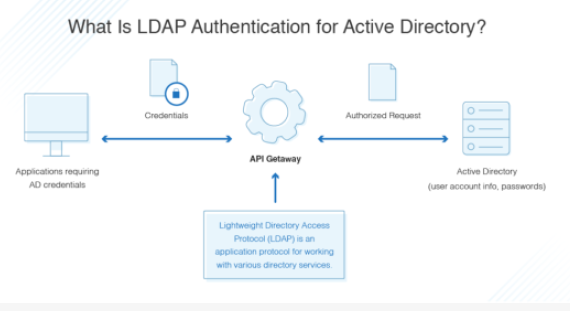 What Is LDAP Authentication for Active Directory?
Credentials
Authorized Request
API Getaway
Applications requiring
AD credentials
Active Directory
(user account info, passwords)
Lightweight Directory Access
Protocol (LDAP) is an
application protocol for working
with various directory services.